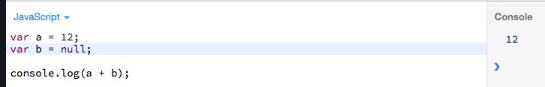 JavaScript
var a = 12;
var b = null;
console.log(a + b);
Console
12